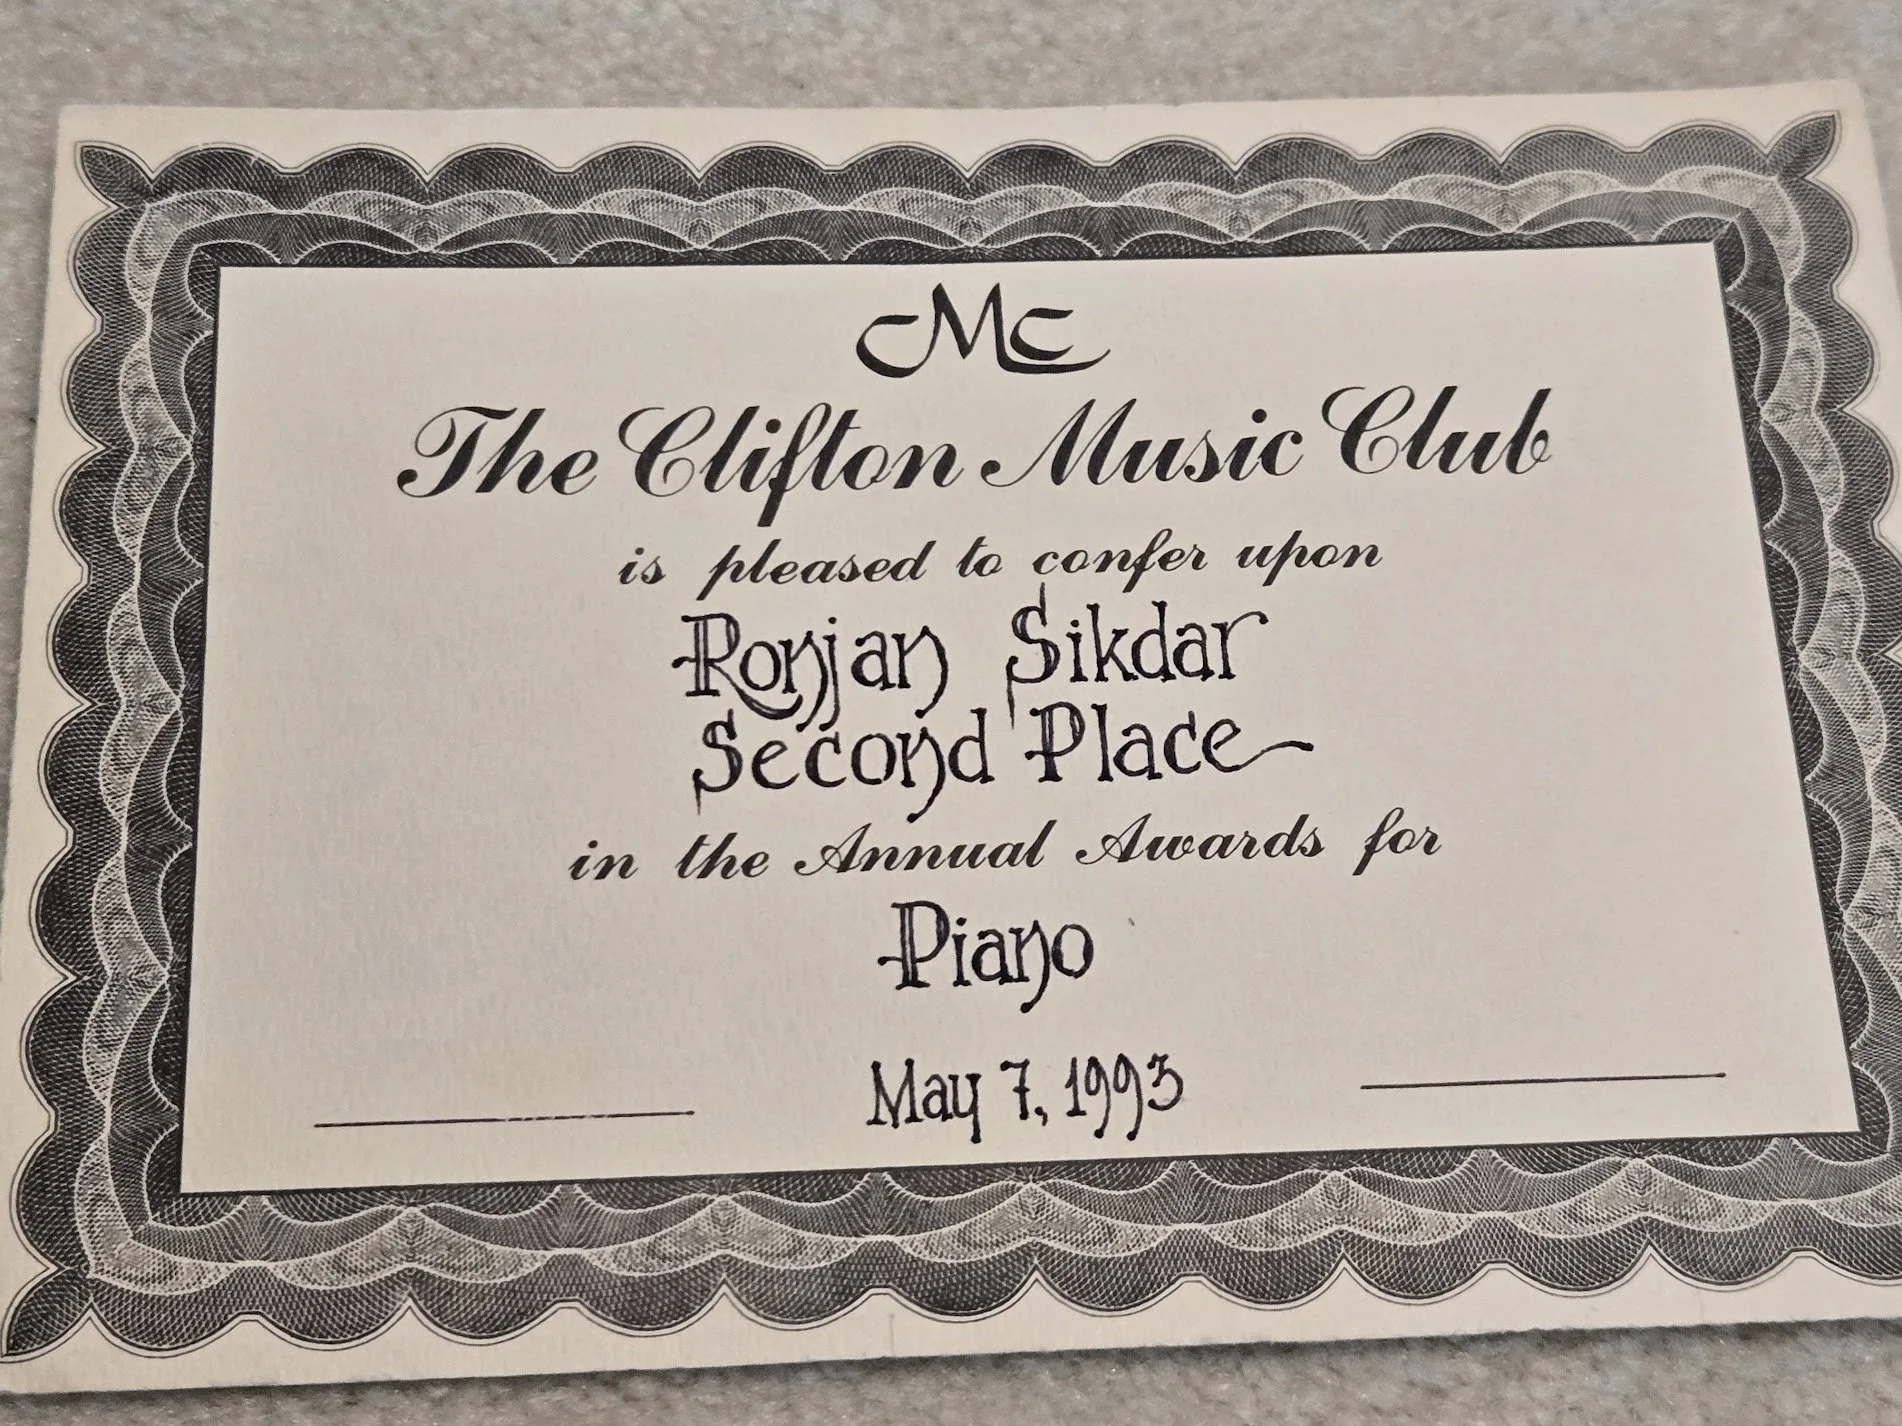 CMC
The Clifton Music Club
is pleased to confer upon
Ronjan Sikdar
Second Place
in the Annual Awards for
Piano
May 7, 1993